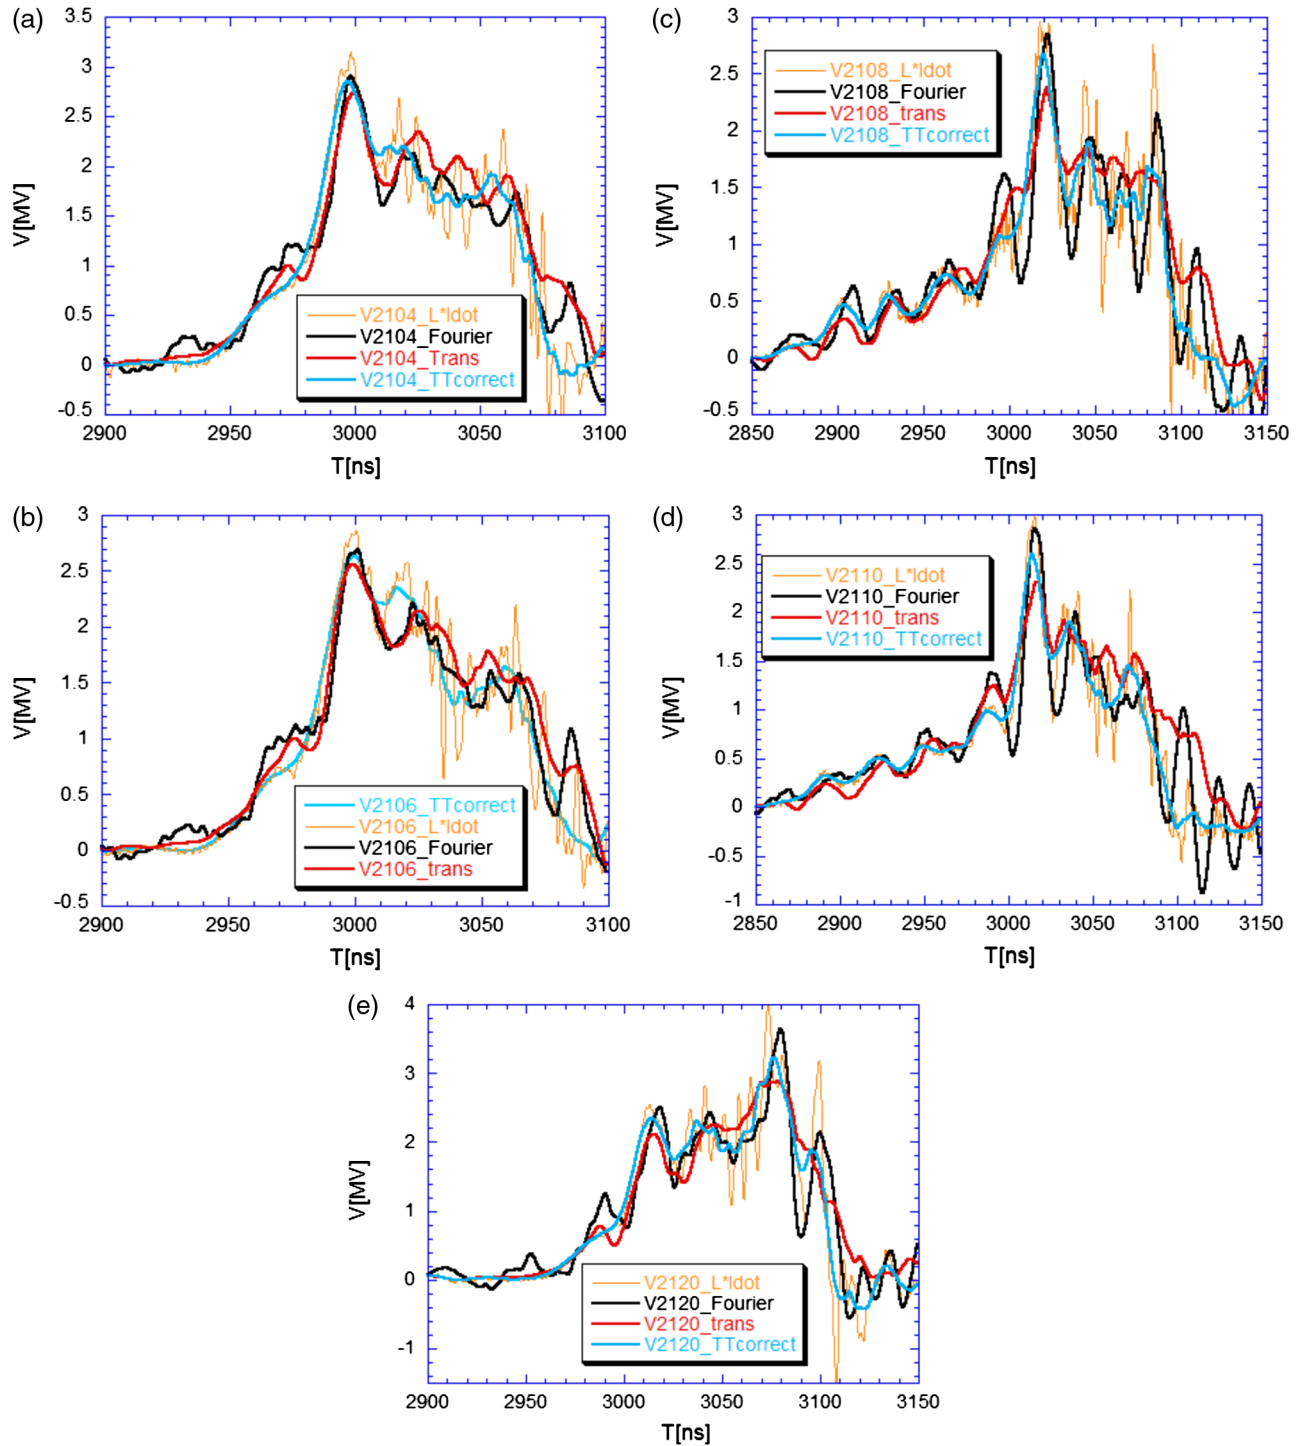 (a)
3.5
3
2.5
2
1.5
1
0.5
0
-0.5
V[MV]
V2104_L*Idot
V2104_Fourier
V2104_Trans
V2104_TTcorrect
2900 2950 3000 3050 3100
T[ns]
(c)
3
2.5
2
1.5
1
0.5
0
-0.5
V[MV]
V2108_L*Idot
V2108_Fourier
V2108_trans
V2108_TTcorrect
2850 2900 2950 3000 3050 3100 3150
T[ns]
(b)
3
2.5
2
1.5
1
0.5
0
-0.5
V[MV]
V2106_TTcorrect
V2106_L*Idot
V2106_Fourier
V2106_trans
2900 2950 3000 3050 3100
T[ns]
(d)
3
2.5
2
1.5
1
0.5
0
-0.5
-1
V[MV]
V2110_L*Idot
V2110_Fourier
V2110_trans
V2110_TTcorrect
2850 2900 2950 3000 3050 3100 3150
T[ns]
(e)
4
3
2
1
0
-1
V[MV]
V2120_L*Idot
V2120_Fourier
V2120_trans
V2120_TTcorrect
2900 2950 3000 3050 3100 3150
T[ns]